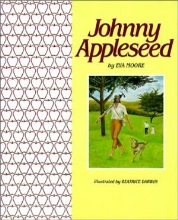 Johnny
Appleseed
by EVA MOORE
Illustrated by BEATRICE DARWIN